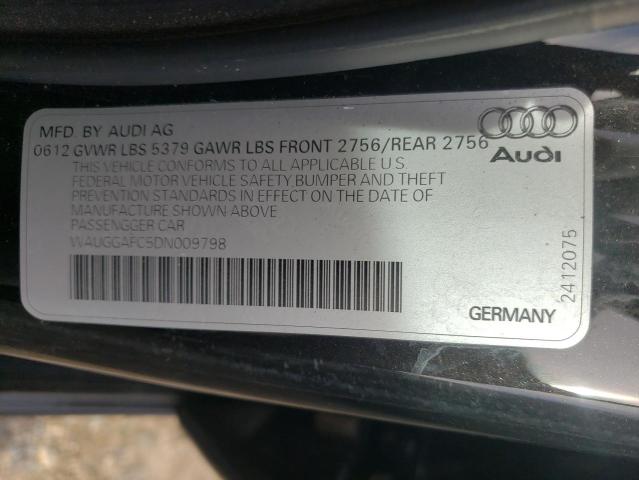 MFD. BY AUDI AG
0612 GVWR LBS 5379 GAWR LBS FRONT 2756/REAR 2756
THIS VEHICLE CONFORMS TO ALL APPLICABLE U.S.
FEDERAL MOTOR VEHICLE SAFETY BUMPER AND THEFT
PREVENTION STANDARDS IN EFFECT ON THE DATE OF
MANUFACTURE SHOWN ABOVE
PASSENGER CAR
WAUGGAFC5DN009798
Audi
2412075
GERMANY